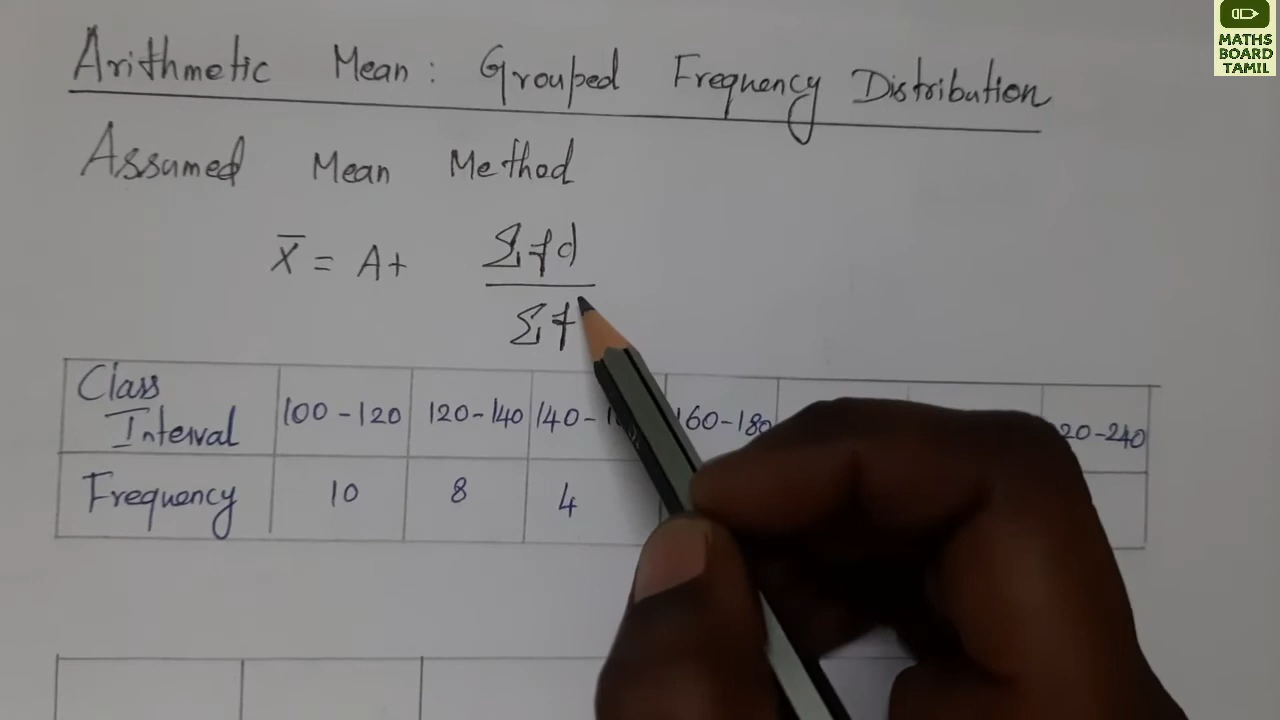 MATHS
BOARD
TAMIL
Arithmetic Mean: Grouped Frequency Distribution
Assumed Mean Method
X̄ = A+ Σfd
Σf
Class
Interval 100-120 120-140 160-180
Frequency 10 8 4